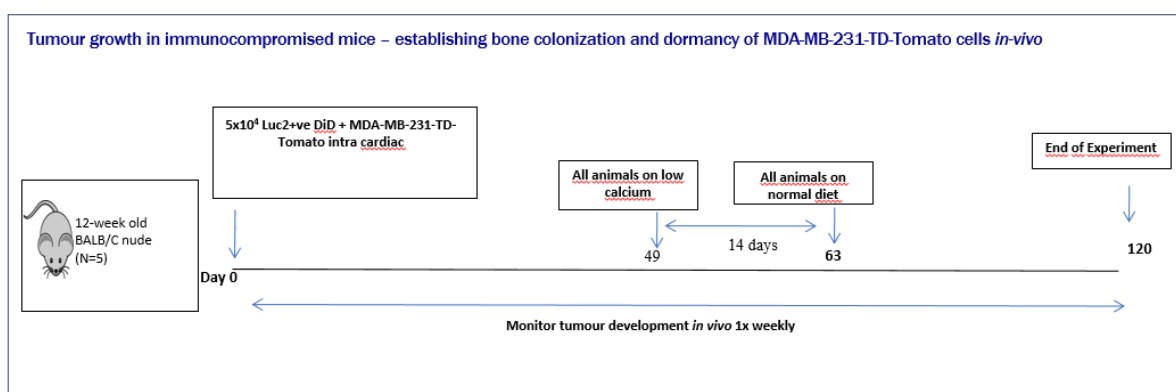 Tumour growth in immunocompromised mice – establishing bone colonization and dormancy of MDA-MB-231-TD-Tomato cells in-vivo
5x10⁴ Luc2+ve DiD + MDA-MB-231-TD-
Tomato intra cardiac
End of Experiment
All animals on low
calcium
All animals on
normal diet
12-week old
BALB/C nude
(N=5)
14 days
49
63
120
Day 0
Monitor tumour development in vivo 1x weekly